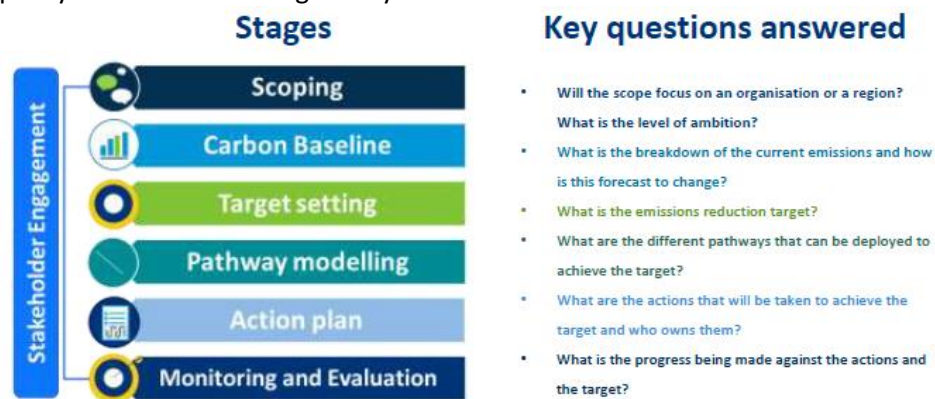 Stages
Key questions answered
Stakeholder Engagement
Scoping
Carbon Baseline
Target setting
Pathway modelling
Action plan
Monitoring and Evaluation
• Will the scope focus on an organisation or a region?
What is the level of ambition?
• What is the breakdown of the current emissions and how
is this forecast to change?
• What is the emissions reduction target?
• What are the different pathways that can be deployed to
achieve the target?
• What are the actions that will be taken to achieve the
target and who owns them?
• What is the progress being made against the actions and
the target?